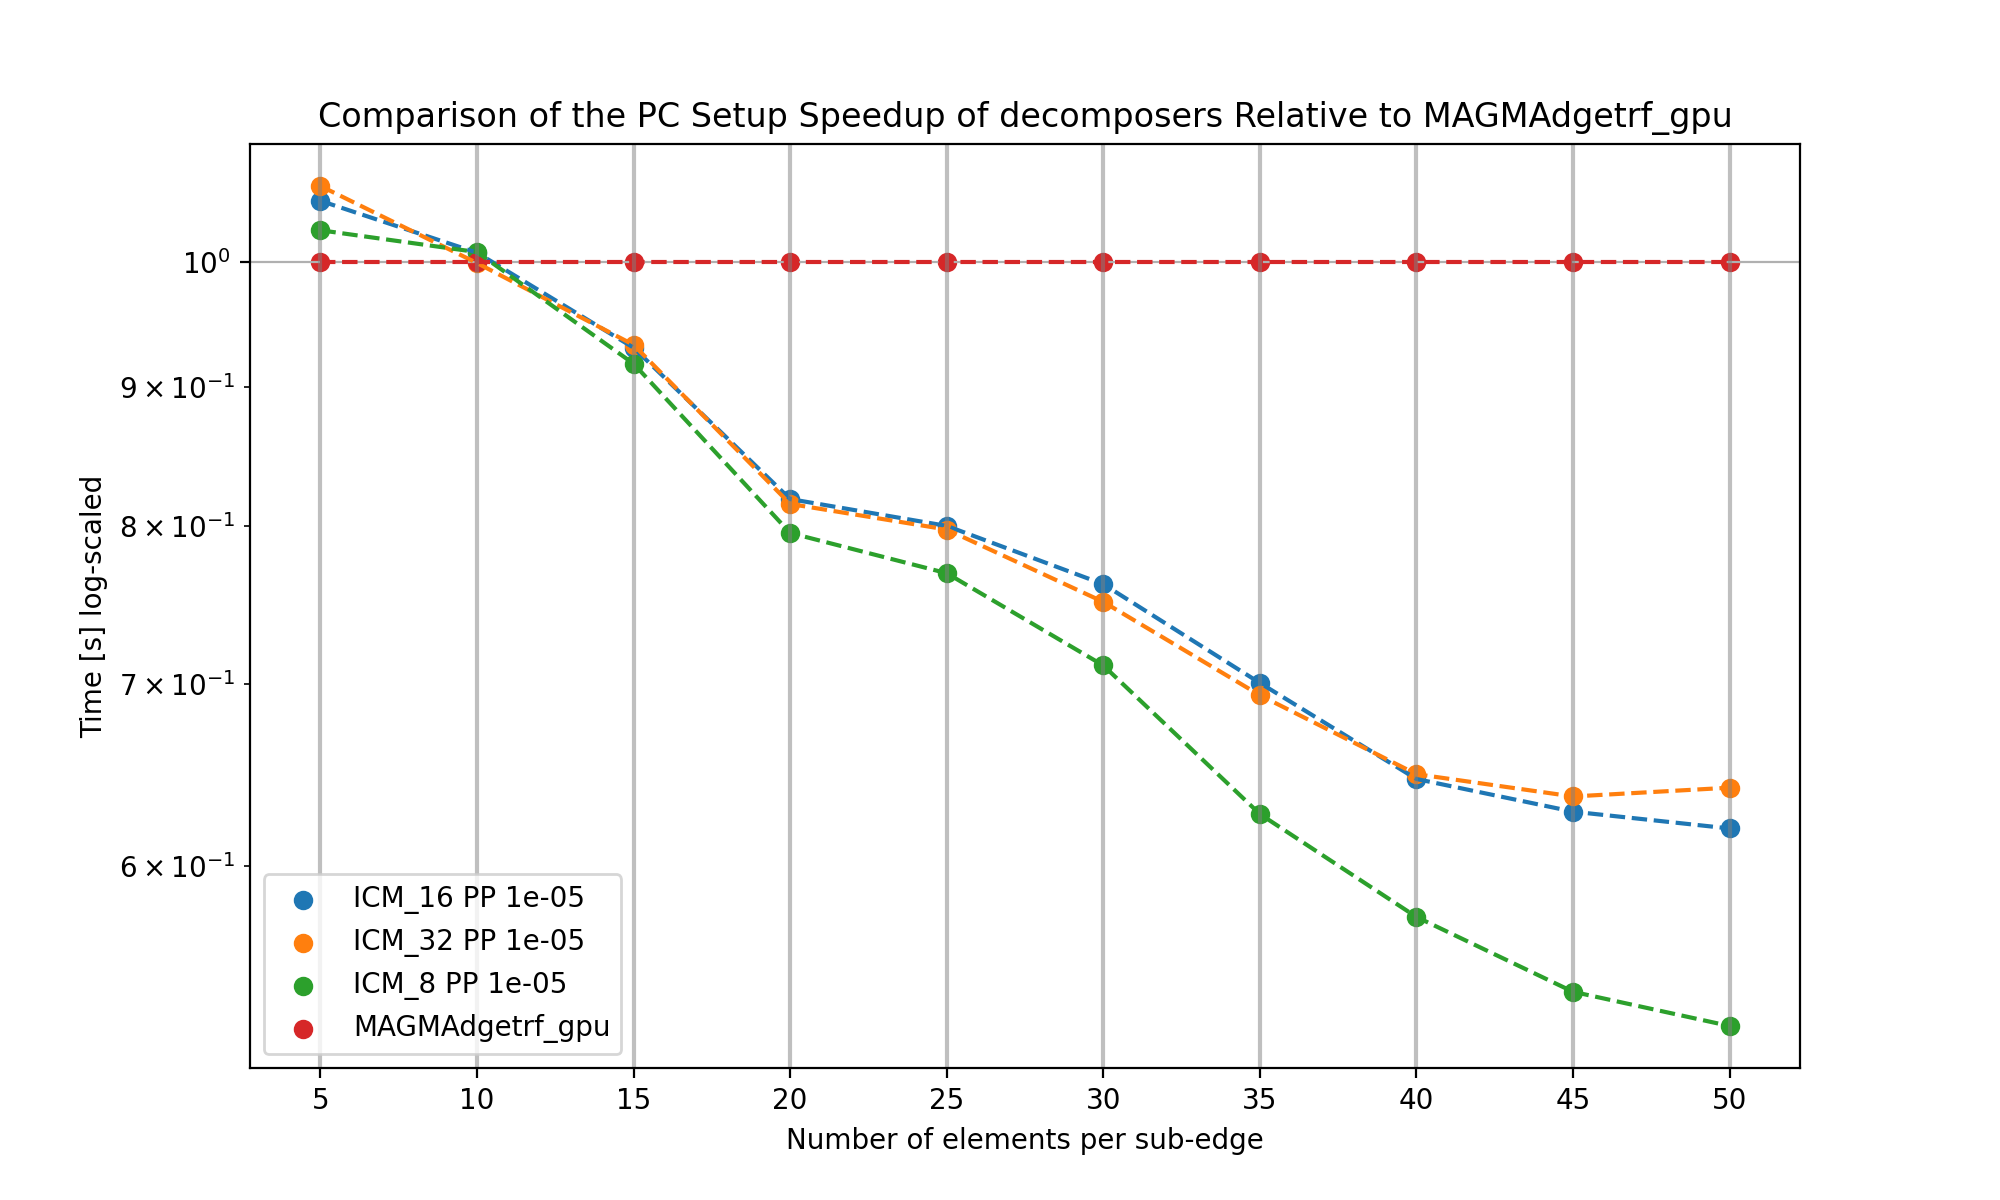 Comparison of the PC Setup Speedup of decomposers Relative to MAGMAdgetrf_gpu
Time [s] log-scaled
10⁰
9 × 10⁻¹
8 × 10⁻¹
7 × 10⁻¹
6 × 10⁻¹
ICM_16 PP 1e-05
ICM_32 PP 1e-05
ICM_8 PP 1e-05
MAGMAdgetrf_gpu
5 10 15 20 25 30 35 40 45 50
Number of elements per sub-edge